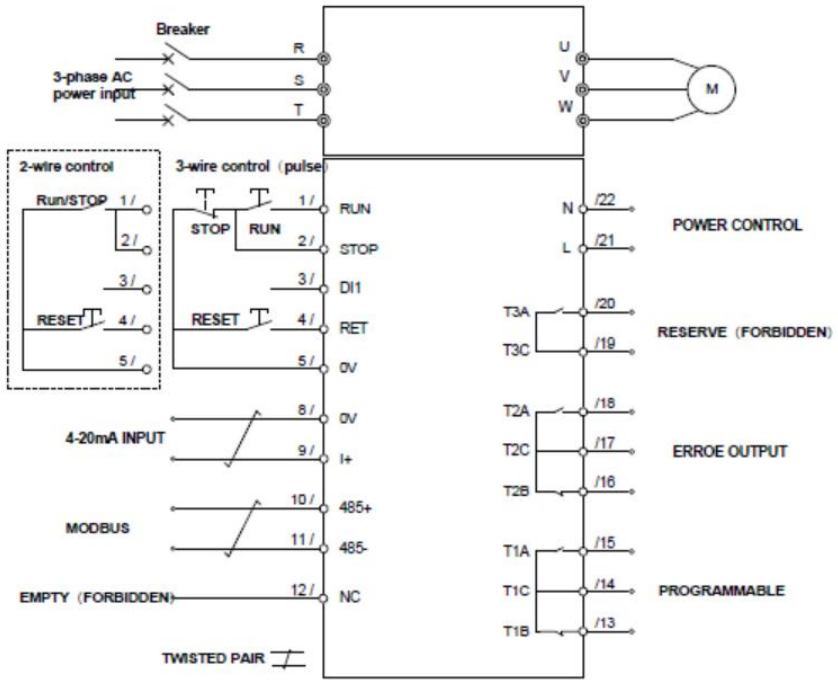 Breaker
3-phase AC
power input
R
S
T
U
V
W
M
2-wire control
Run/STOP 1 /
2 /
3 /
RESET 4 /
5 /
3-wire control (pulse)
STOP RUN
RESET
1 / RUN
2 / STOP
3 / DI1
4 / RET
5 / 0V
4-20mA INPUT
8 / 0V
9 / I+
MODBUS
10 / 485+
11 / 485-
EMPTY (FORBIDDEN)
12 / NC
TWISTED PAIR
N /22
L /21
POWER CONTROL
T3A /20
T3C /19
RESERVE (FORBIDDEN)
T2A /18
T2C /17
T2B /16
ERROE OUTPUT
T1A /15
T1C /14
T1B /13
PROGRAMMABLE